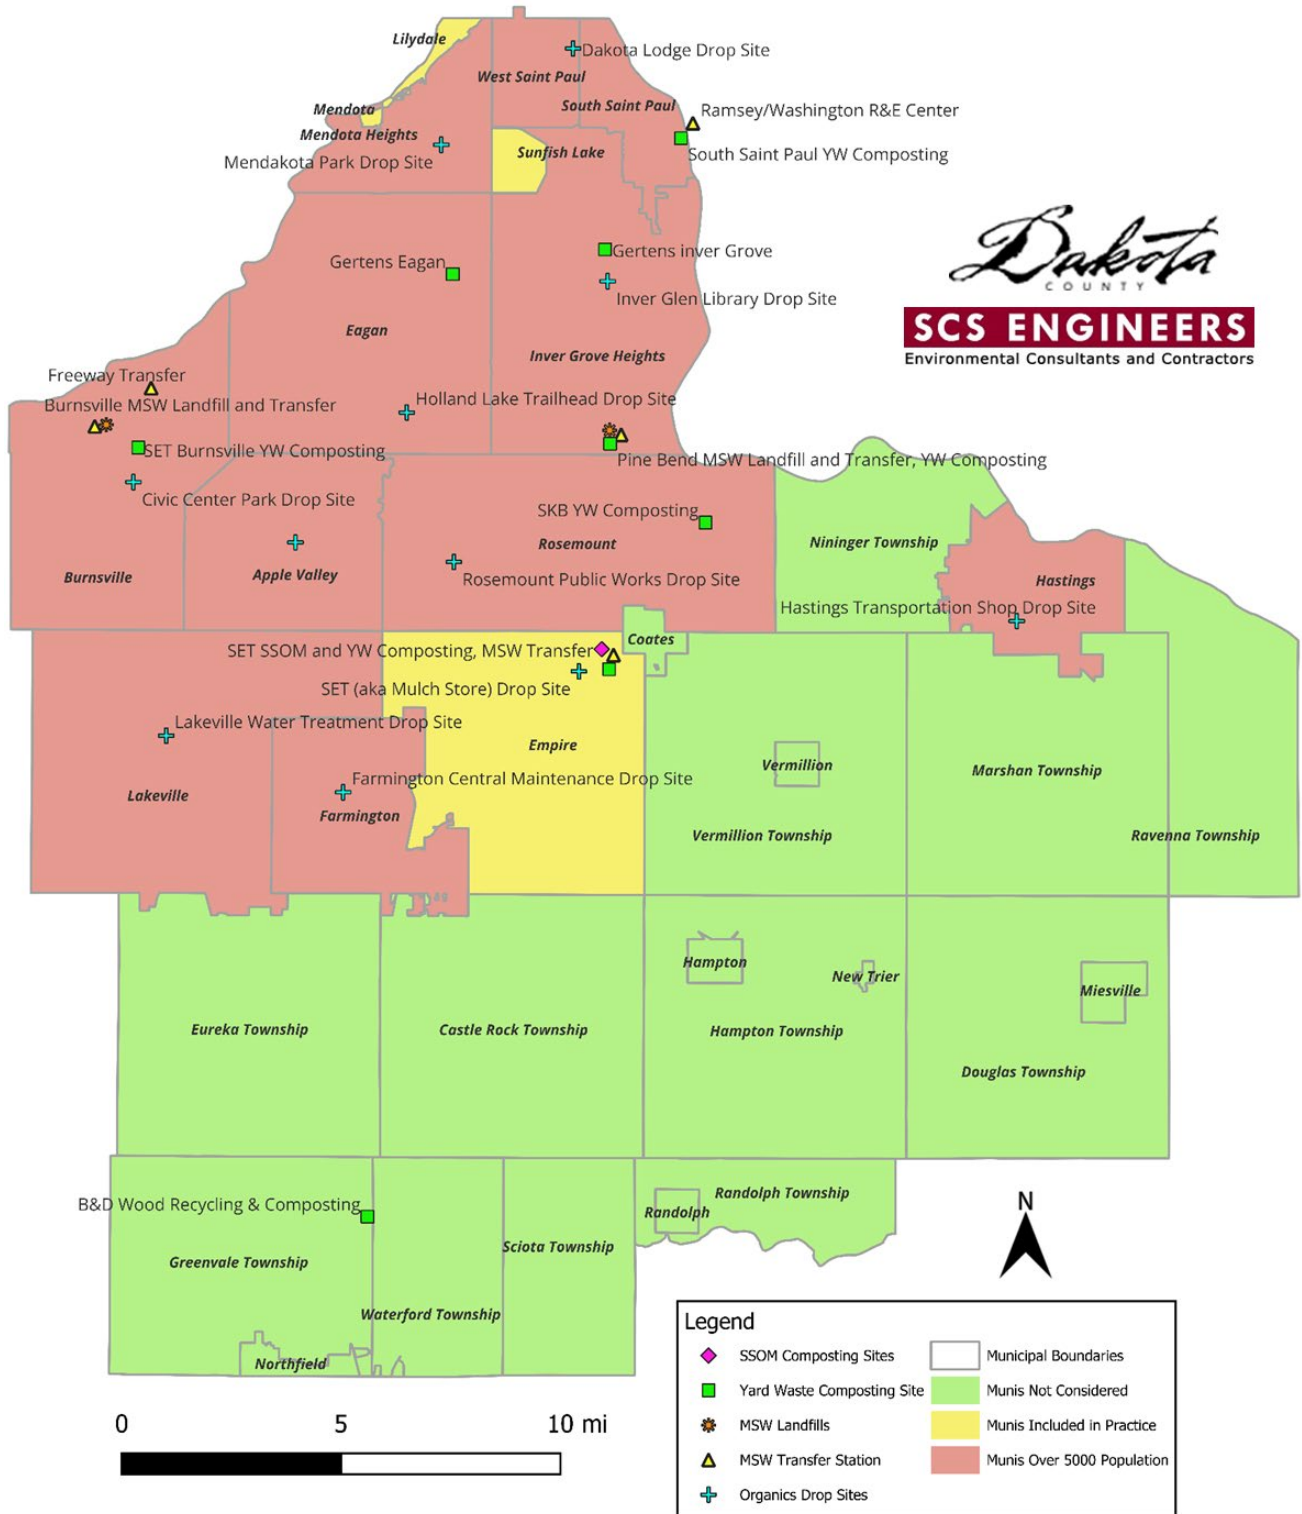 Lilydale
Dakota Lodge Drop Site
West Saint Paul
South Saint Paul
Mendota
Ramsey/Washington R&E Center
Mendota Heights
Mendakota Park Drop Site
Sunfish Lake
South Saint Paul YW Composting
Dakota
COUNTY
SCS ENGINEERS
Environmental Consultants and Contractors
Gertens Eagan
Gertens inver Grove
Inver Glen Library Drop Site
Eagan
Inver Grove Heights
Freeway Transfer
Burnsville MSW Landfill and Transfer
Holland Lake Trailhead Drop Site
SET Burnsville YW Composting
Pine Bend MSW Landfill and Transfer, YW Composting
Civic Center Park Drop Site
SKB YW Composting
Rosemount
Nininger Township
Burnsville
Apple Valley
Rosemount Public Works Drop Site
Hastings
Hastings Transportation Shop Drop Site
Coates
SET SSOM and YW Composting, MSW Transfer
SET (aka Mulch Store) Drop Site
Lakeville Water Treatment Drop Site
Empire
Vermillion
Marshan Township
Farmington Central Maintenance Drop Site
Lakeville
Farmington
Vermillion Township
Ravenna Township
Hampton
New Trier
Miesville
Eureka Township
Castle Rock Township
Hampton Township
Douglas Township
B&D Wood Recycling & Composting
Randolph Township
Randolph
Greenvale Township
Sciota Township
Waterford Township
Northfield
N
0 5 10 mi
Legend
SSOM Composting Sites
Yard Waste Composting Site
MSW Landfills
MSW Transfer Station
Organics Drop Sites
Municipal Boundaries
Munis Not Considered
Munis Included in Practice
Munis Over 5000 Population